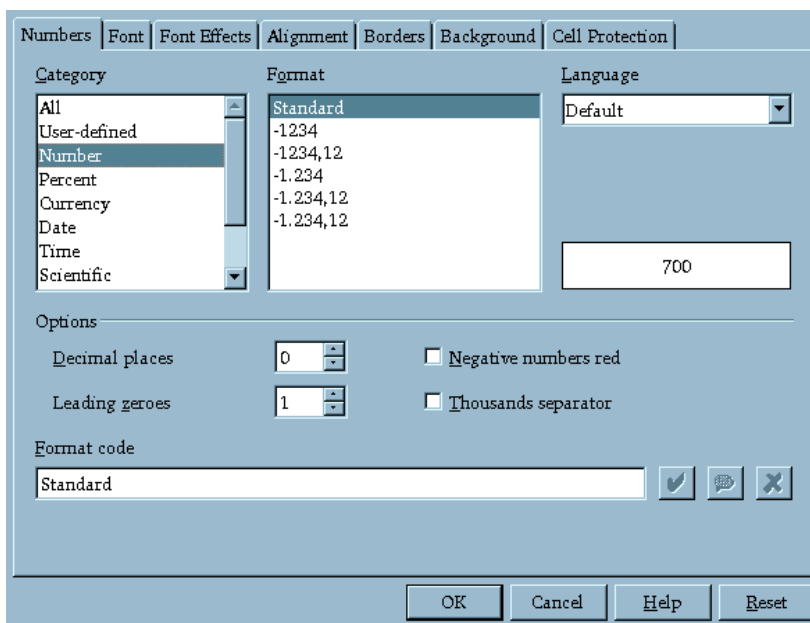 Numbers Font Font Effects Alignment Borders Background Cell Protection
Category Format Language
All
User-defined
Number
Percent
Currency
Date
Time
Scientific
Standard
-1234
-1234,12
-1.234
-1.234,12
-1.234,12
Default
700
Options
Decimal places 0 Negative numbers red
Leading zeroes 1 Thousands separator
Format code
Standard
OK Cancel Help Reset